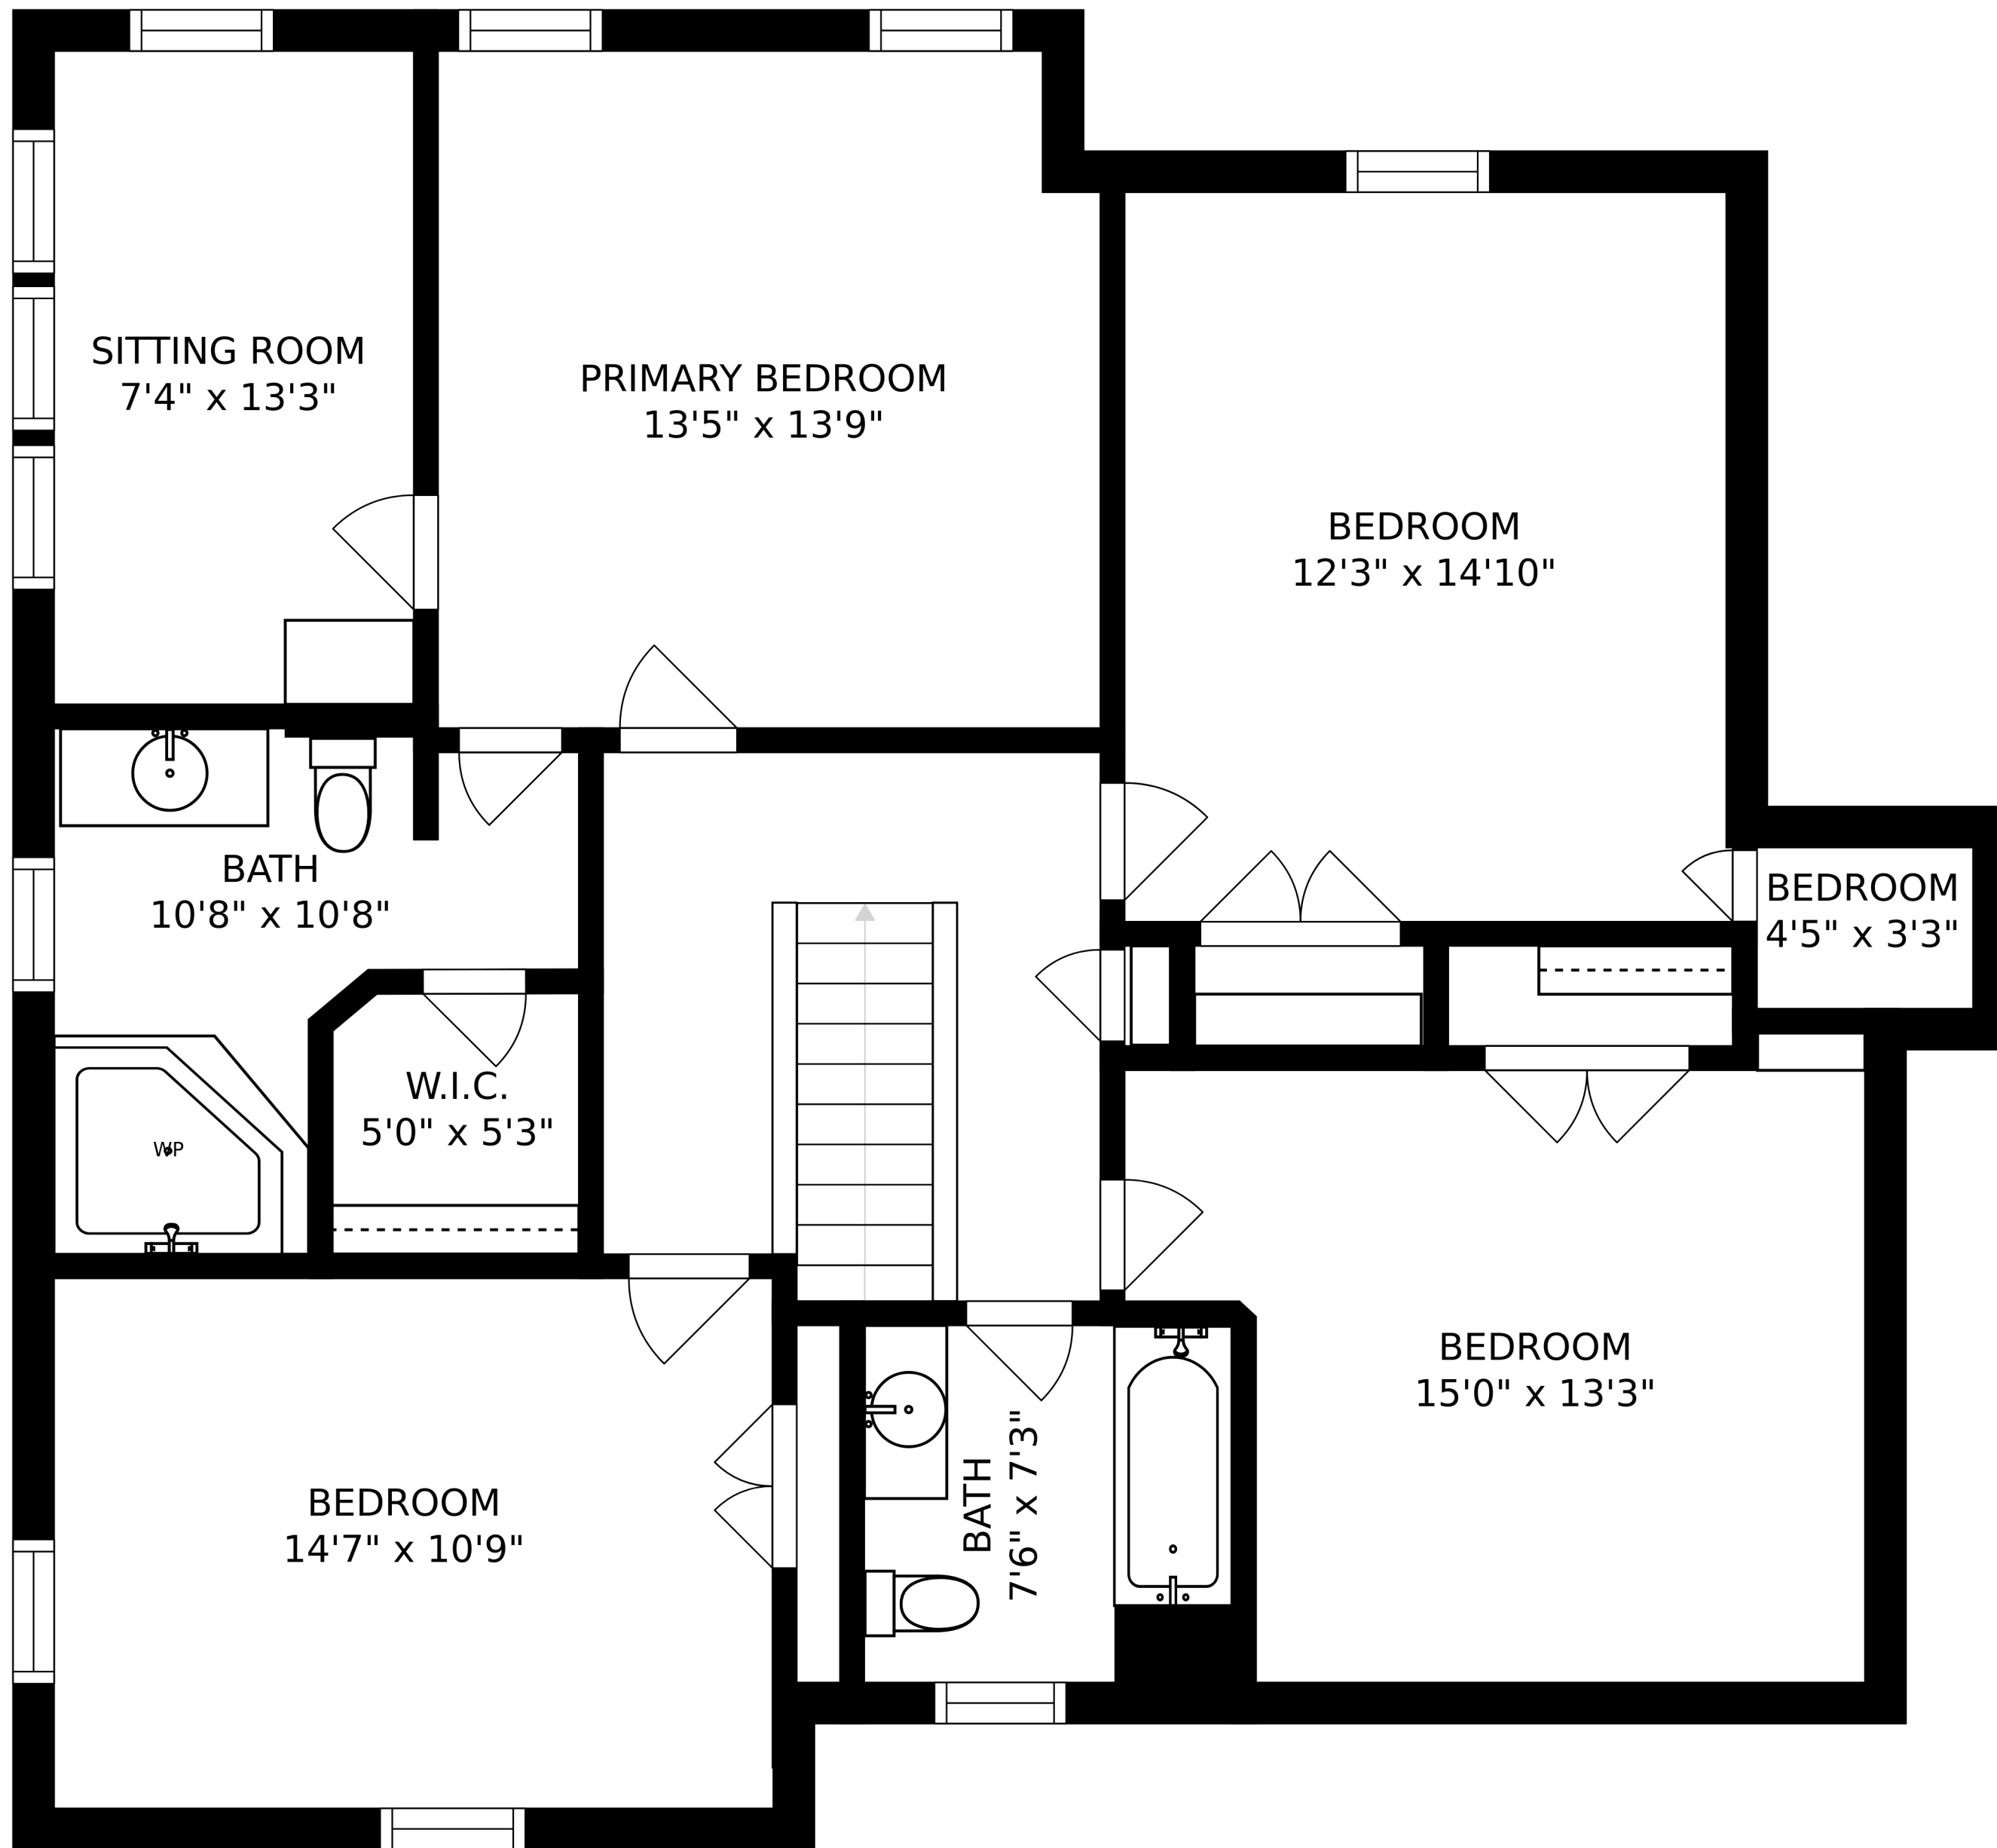 SITTING ROOM
7'4" x 13'3"
PRIMARY BEDROOM
13'5" x 13'9"
BEDROOM
12'3" x 14'10"
BATH
10'8" x 10'8"
BEDROOM
4'5" x 3'3"
W.I.C.
5'0" x 5'3"
WP
BEDROOM
15'0" x 13'3"
BEDROOM
14'7" x 10'9"
BATH
7'6" x 7'3"